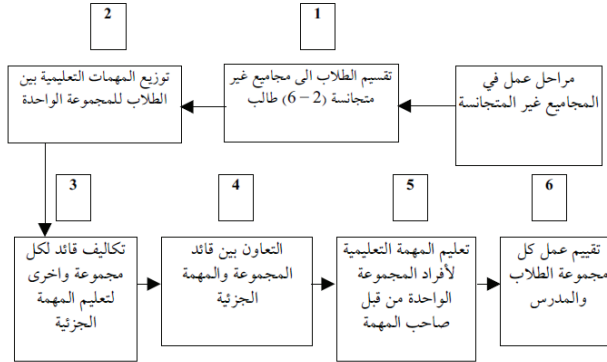 مراحل عمل في
المجاميع غير المتجانسة
1
تقسيم الطلاب الى مجاميع غير
متجانسة (2 – 6) طالب
2
توزيع المهمات التعليمية بين
الطلاب للمجموعة الواحدة
3
تكاليف قائد لكل
مجموعة واخرى
لتعليم المهمة
الجزئية
4
التعاون بين قائد
المجموعة والمهمة
الجزئية
5
تعليم المهمة التعليمية
لأفراد المجموعة
الواحدة من قبل
صاحب المهمة
6
تقييم عمل كل
مجموعة الطلاب
والمدرس